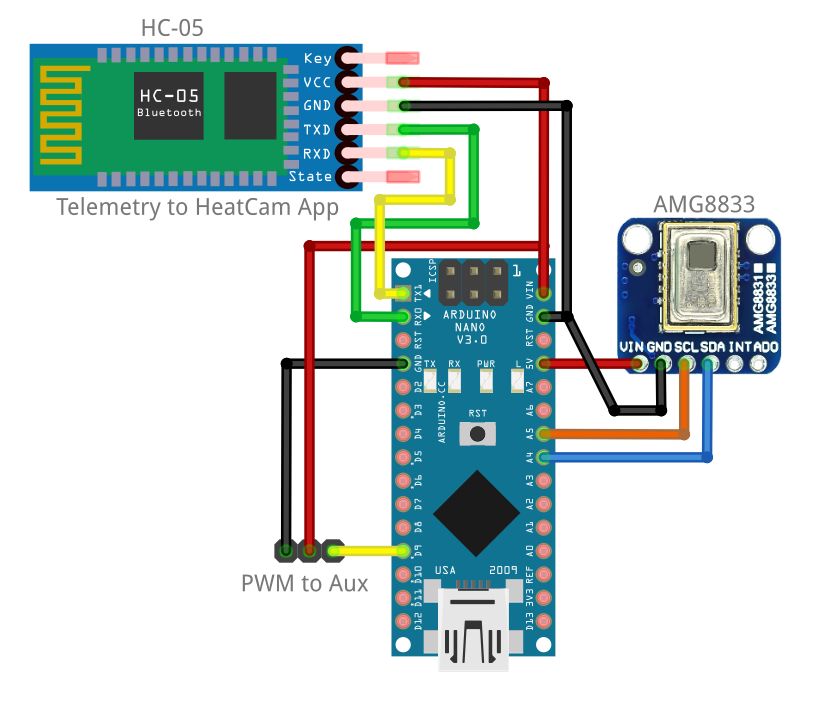 HC-05
Key
VCC
GND
TXD
RXD
State
HC-05
Bluetooth
Telemetry to HeatCam App
AMG8833
AMG8831
AMG8833
VIN GND SCL SDA INT ADO
ICSP
1
ARDUINO
NANO
V3.0
TX RX PWR L
ARDUINO.CC
RST
USA 2009
TX1
RX0
RST
GND
D2
D3
D4
D5
D6
D7
D8
D9
D10
D11
D12
VIN
GND
RST
5V
A7
A6
A5
A4
A3
A2
A1
A0
REF
3V3
D13
PWM to Aux